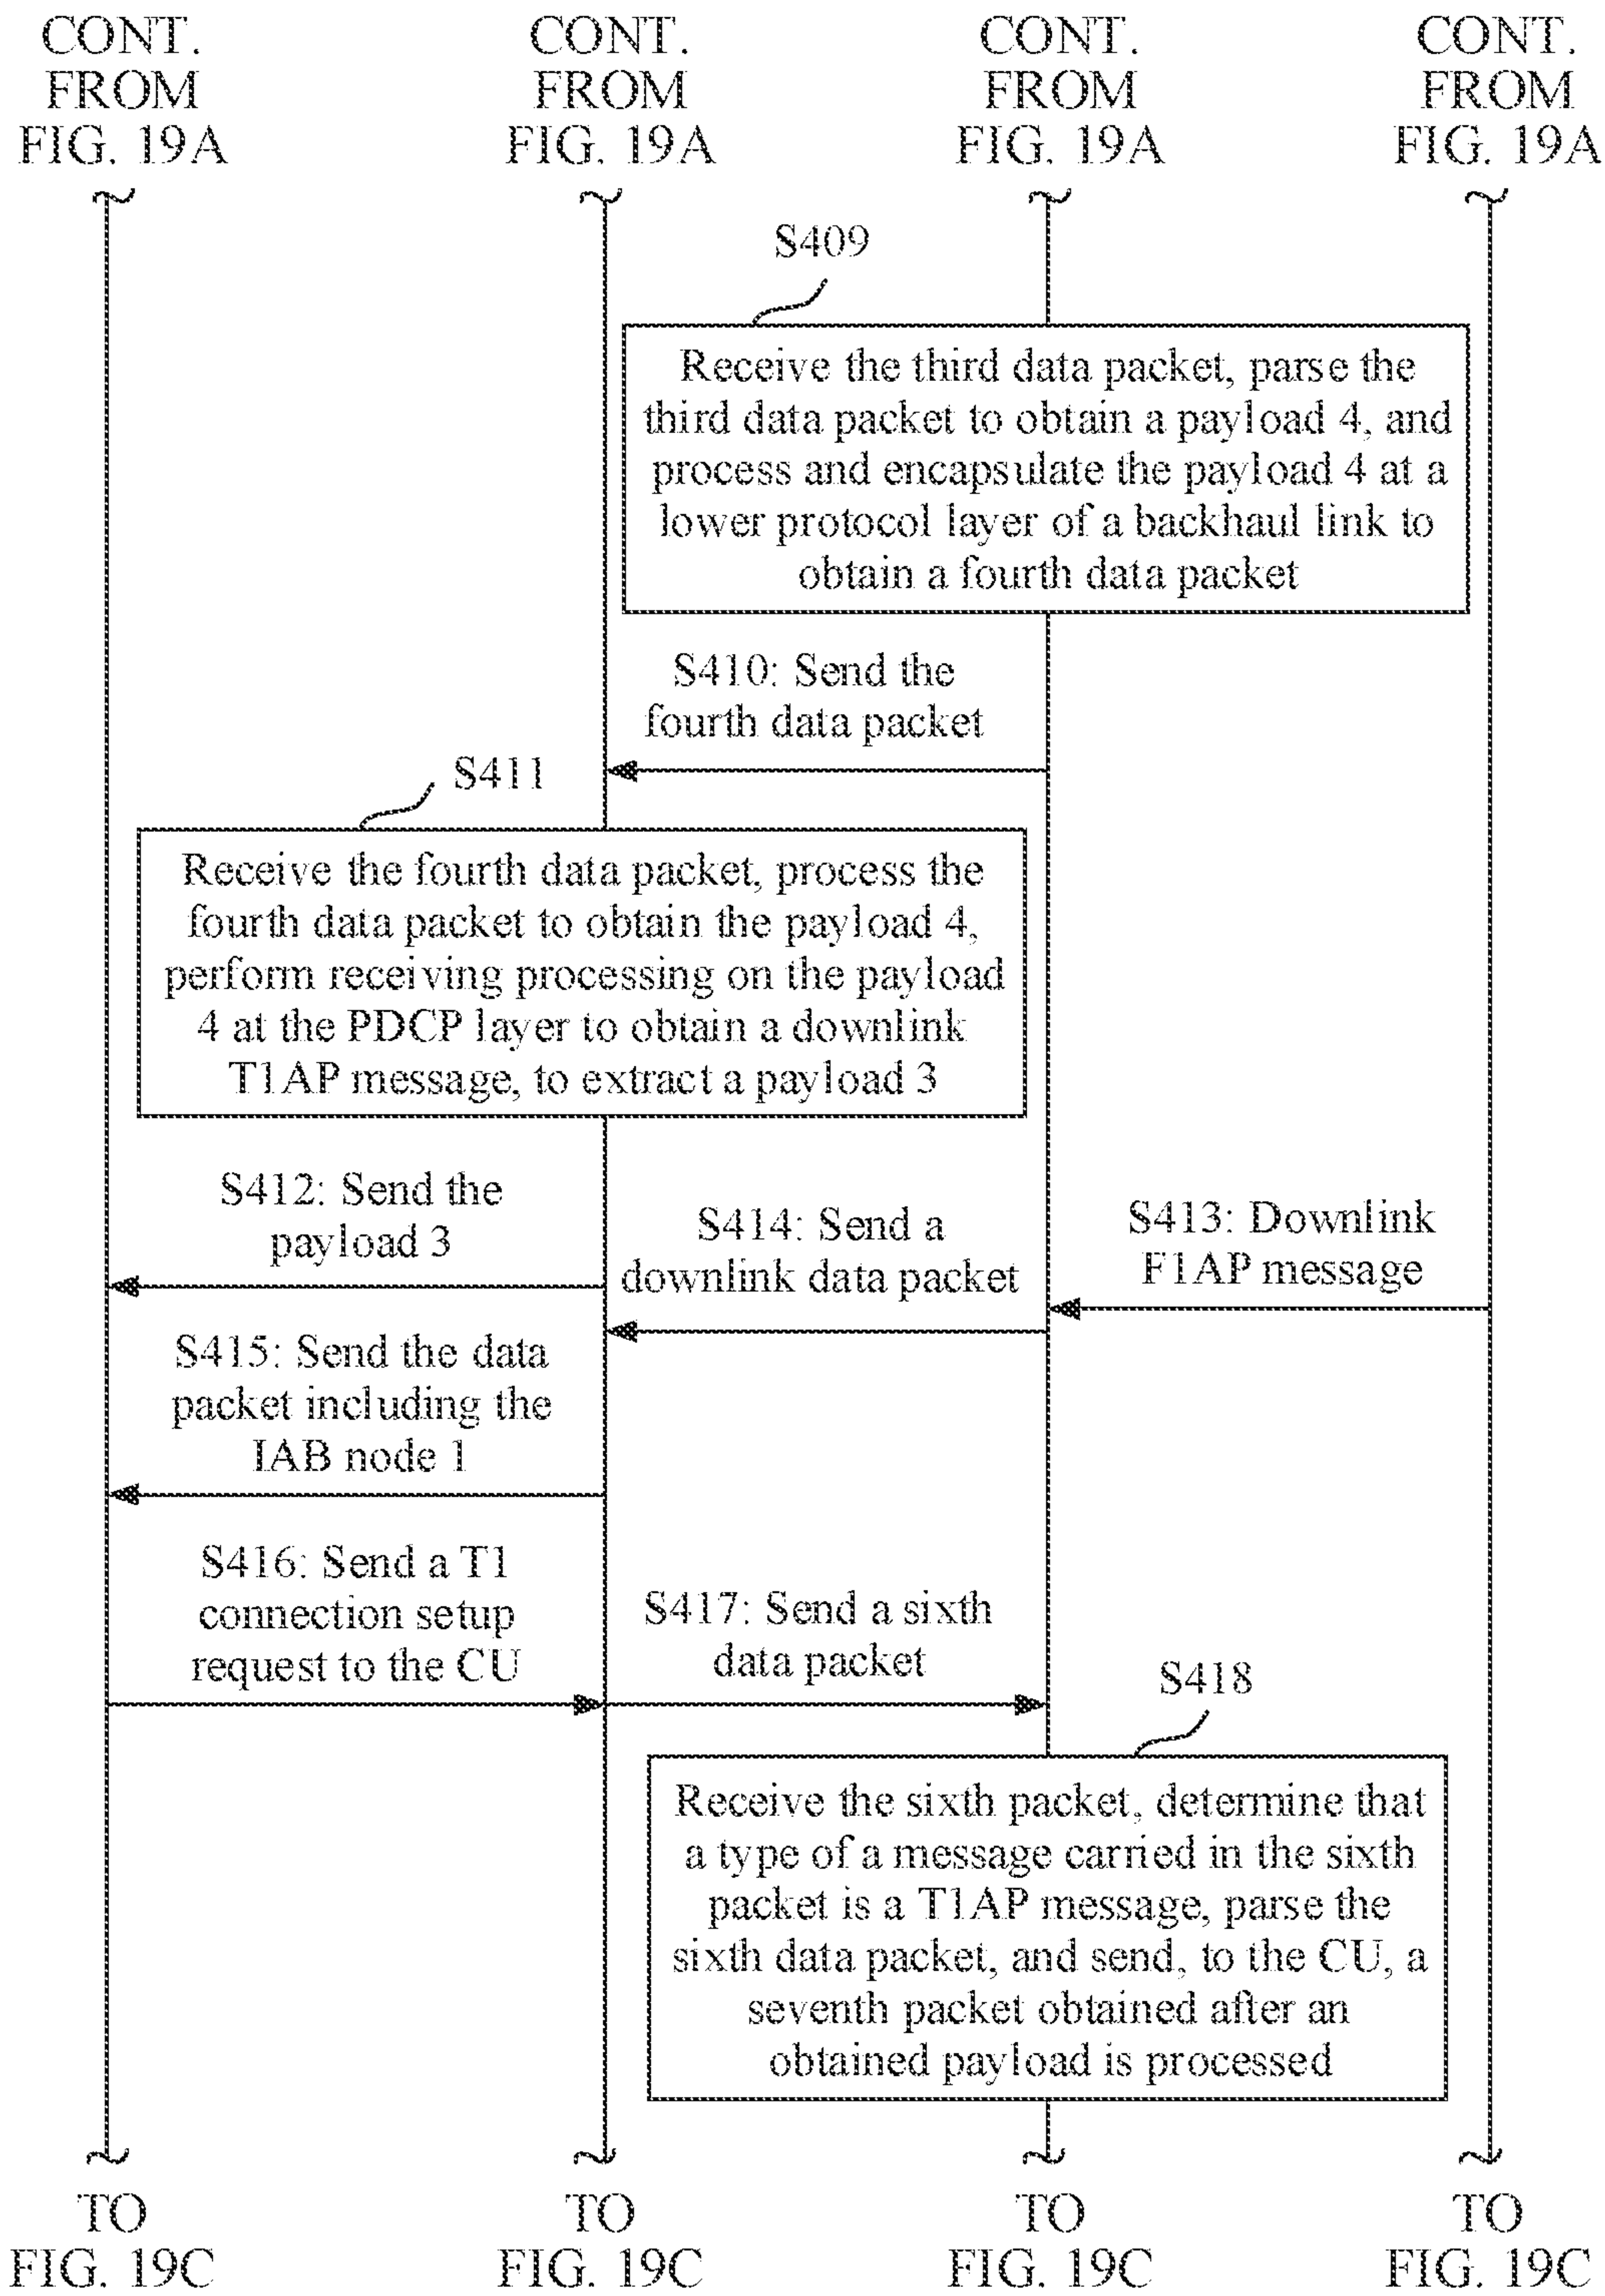 CONT.
FROM
FIG. 19A
CONT.
FROM
FIG. 19A
CONT.
FROM
FIG. 19A
CONT.
FROM
FIG. 19A
S409
Receive the third data packet, parse the
third data packet to obtain a payload 4, and
process and encapsulate the payload 4 at a
lower protocol layer of a backhaul link to
obtain a fourth data packet
S410: Send the
fourth data packet
S411
Receive the fourth data packet, process the
fourth data packet to obtain the payload 4,
perform receiving processing on the payload
4 at the PDCP layer to obtain a downlink
T1AP message, to extract a payload 3
S412: Send the
payload 3
S414: Send a
downlink data packet
S413: Downlink
F1AP message
S415: Send the data
packet including the
IAB node 1
S416: Send a T1
connection setup
request to the CU
S417: Send a sixth
data packet
S418
Receive the sixth packet, determine that
a type of a message carried in the sixth
packet is a T1AP message, parse the
sixth data packet, and send, to the CU, a
seventh packet obtained after an
obtained payload is processed
TO
FIG. 19C
TO
FIG. 19C
TO
FIG. 19C
TO
FIG. 19C